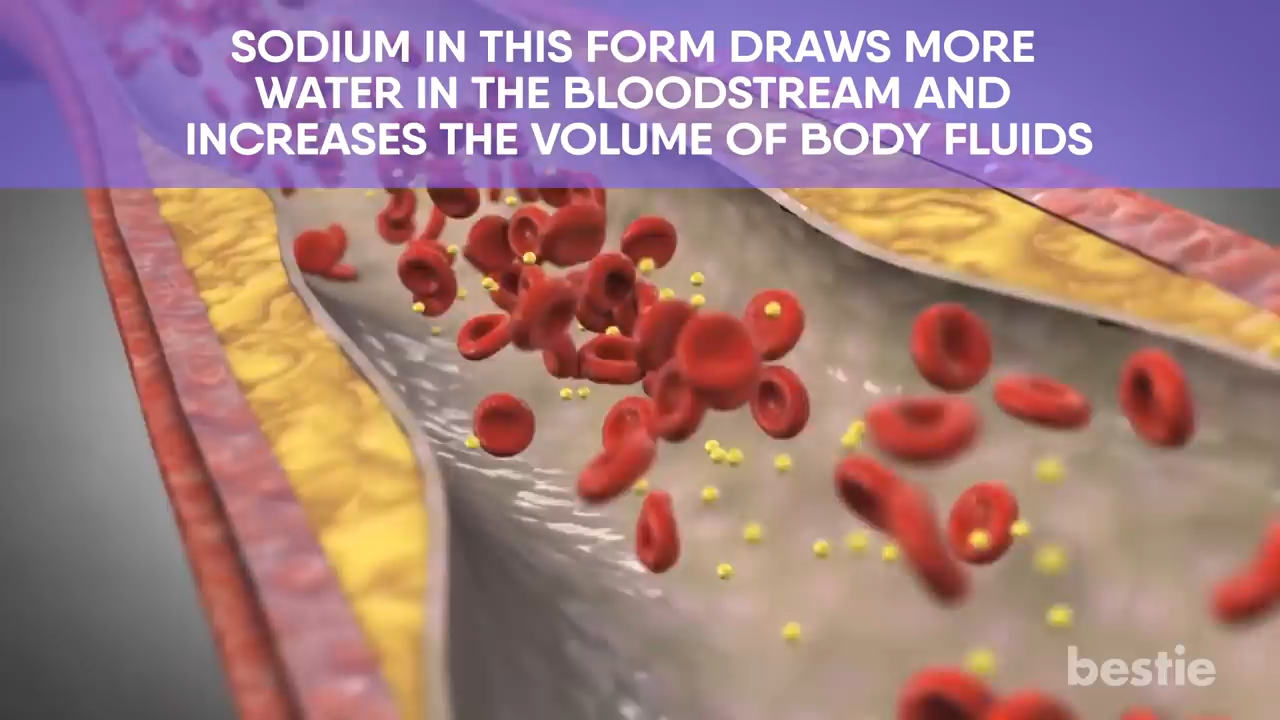 SODIUM IN THIS FORM DRAWS MORE
WATER IN THE BLOODSTREAM AND
INCREASES THE VOLUME OF BODY FLUIDS
bestie